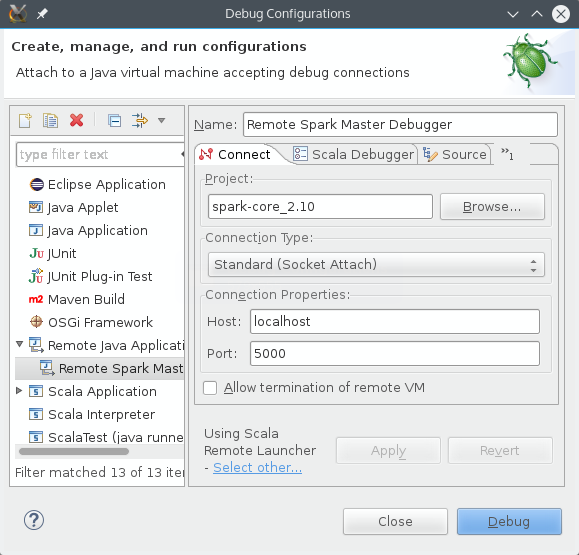 Debug Configurations
Create, manage, and run configurations
Attach to a Java virtual machine accepting debug connections
type filter text
Eclipse Application
Java Applet
Java Application
JUnit
JUnit Plug-in Test
Maven Build
OSGi Framework
Remote Java Applicati
Remote Spark Mast
Scala Application
Scala Interpreter
ScalaTest (java runne
Filter matched 13 of 13 iter
Name: Remote Spark Master Debugger
Connect Scala Debugger Source »1
Project:
spark-core_2.10 Browse...
Connection Type:
Standard (Socket Attach)
Connection Properties:
Host: localhost
Port: 5000
Allow termination of remote VM
Using Scala
Remote Launcher
- Select other...
Apply Revert
? Close Debug